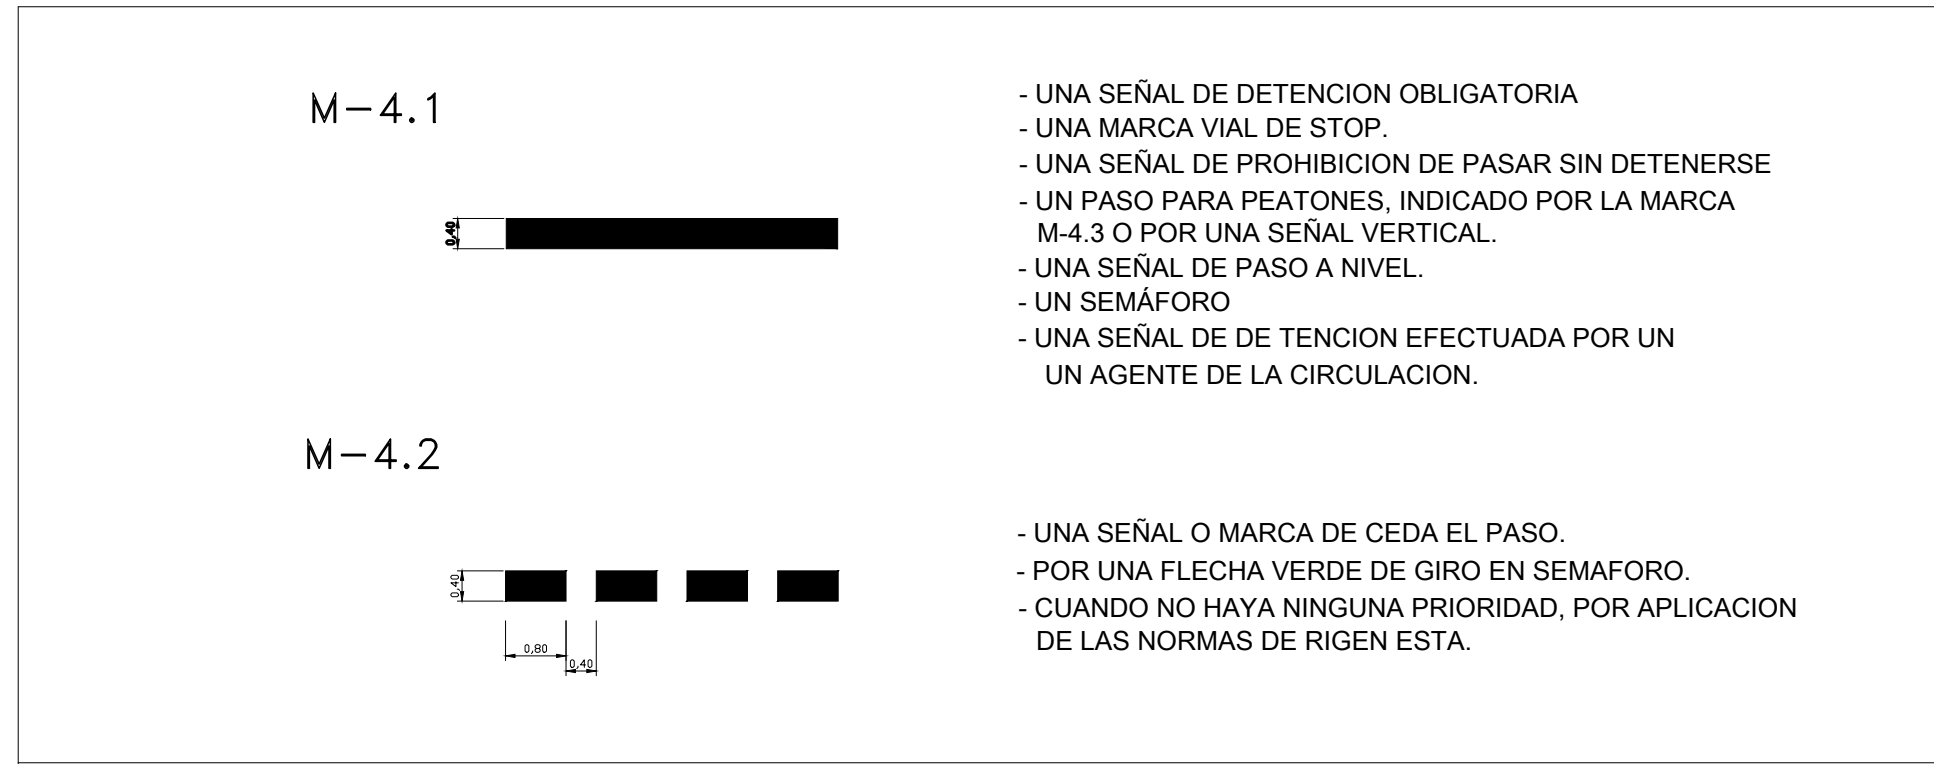 M-4.1
- UNA SEÑAL DE DETENCION OBLIGATORIA
- UNA MARCA VIAL DE STOP.
- UNA SEÑAL DE PROHIBICION DE PASAR SIN DETENERSE
- UN PASO PARA PEATONES, INDICADO POR LA MARCA
M-4.3 O POR UNA SEÑAL VERTICAL.
- UNA SEÑAL DE PASO A NIVEL.
- UN SEMÁFORO
- UNA SEÑAL DE DE TENCION EFECTUADA POR UN
UN AGENTE DE LA CIRCULACION.
0,40
M-4.2
- UNA SEÑAL O MARCA DE CEDA EL PASO.
- POR UNA FLECHA VERDE DE GIRO EN SEMAFORO.
- CUANDO NO HAYA NINGUNA PRIORIDAD, POR APLICACION
DE LAS NORMAS DE RIGEN ESTA.
0,40
0,80
0,40